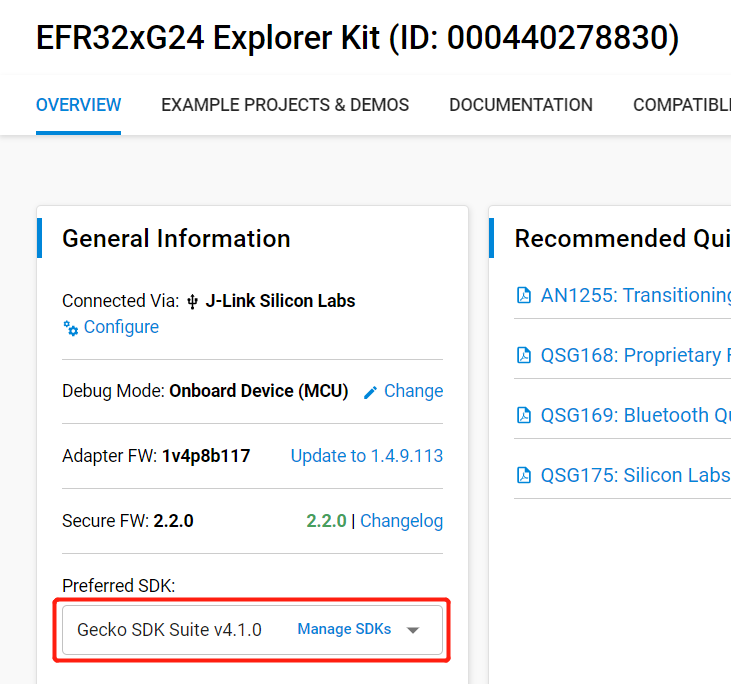 EFR32xG24 Explorer Kit (ID: 000440278830)
OVERVIEW EXAMPLE PROJECTS & DEMOS DOCUMENTATION COMPATIBL
General Information
Connected Via: J-Link Silicon Labs
Configure
Debug Mode: Onboard Device (MCU) Change
Adapter FW: 1v4p8b117 Update to 1.4.9.113
Secure FW: 2.2.0 2.2.0 | Changelog
Preferred SDK:
Gecko SDK Suite v4.1.0 Manage SDKs
Recommended Qui
AN1255: Transitioning
QSG168: Proprietary F
QSG169: Bluetooth Qu
QSG175: Silicon Labs